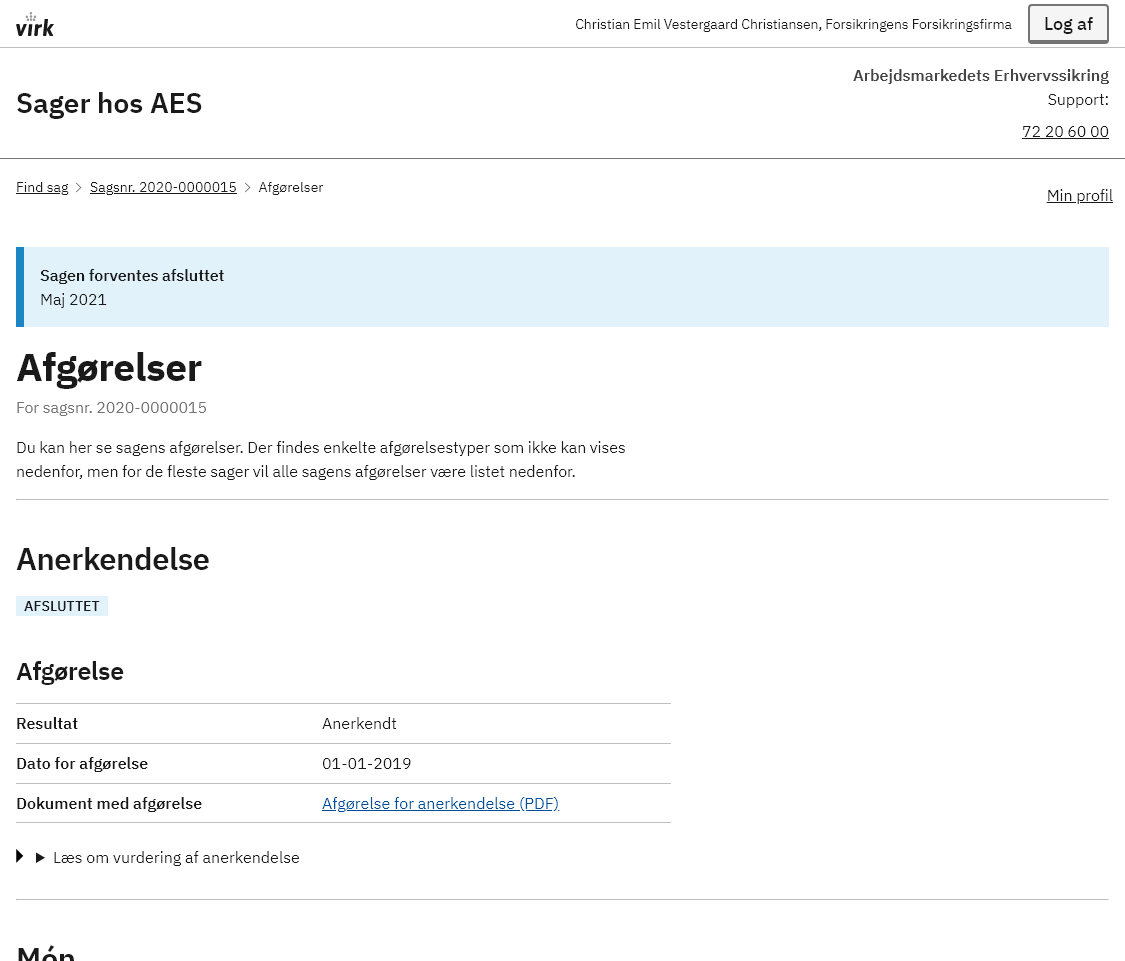 virk
Christian Emil Vestergaard Christiansen, Forsikringens Forsikringsfirma
Log af
Sager hos AES
Arbejdsmarkedets Erhvervssikring
Support:
72 20 60 00
Find sag > Sagsnr. 2020-0000015 > Afgørelser
Min profil
Sagen forventes afsluttet
Maj 2021
Afgørelser
For sagsnr. 2020-0000015
Du kan her se sagens afgørelser. Der findes enkelte afgørelsestyper som ikke kan vises
nedenfor, men for de fleste sager vil alle sagens afgørelser være listet nedenfor.
Anerkendelse
AFSLUTTET
Afgørelse
Resultat Anerkendt
Dato for afgørelse 01-01-2019
Dokument med afgørelse Afgørelse for anerkendelse (PDF)
Læs om vurdering af anerkendelse
Mén